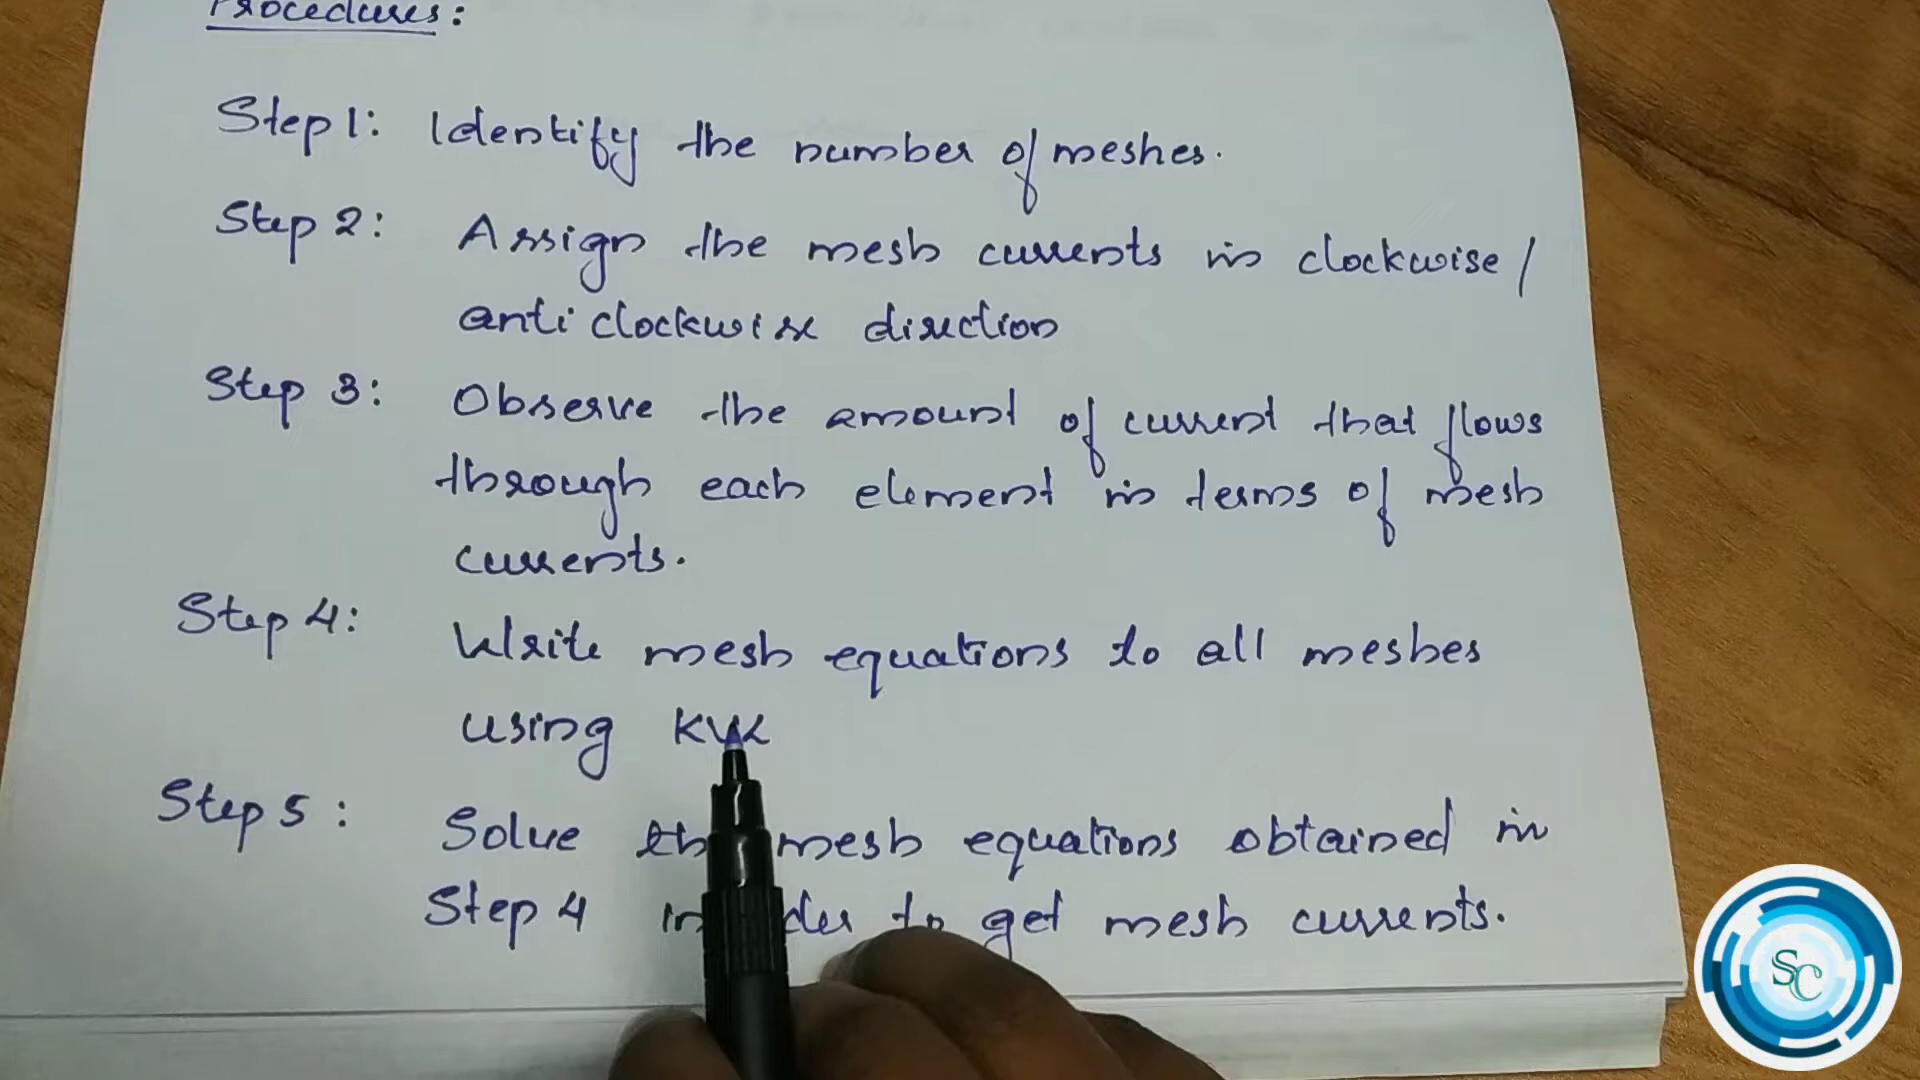 Procedures:
Step 1: Identify the number of meshes.
Step 2: Assign the mesh currents in clockwise/
anti clockwise direction
Step 3: Observe the amount of current that flows
through each element in terms of mesh
currents.
Step 4: Write mesh equations to all meshes
using KVL
Step 5: Solve the mesh equations obtained in
Step 4 in order to get mesh currents.
SC